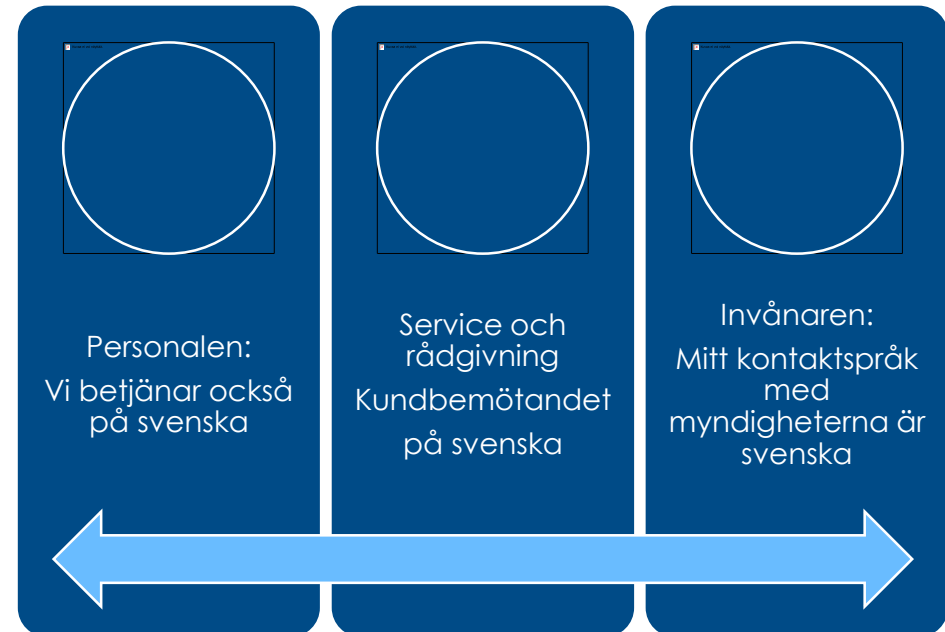 Personalen:
Vi betjänar också
på svenska
Service och
rådgivning
Kundbemötandet
på svenska
Invånaren:
Mitt kontaktspråk
med
myndigheterna är
svenska